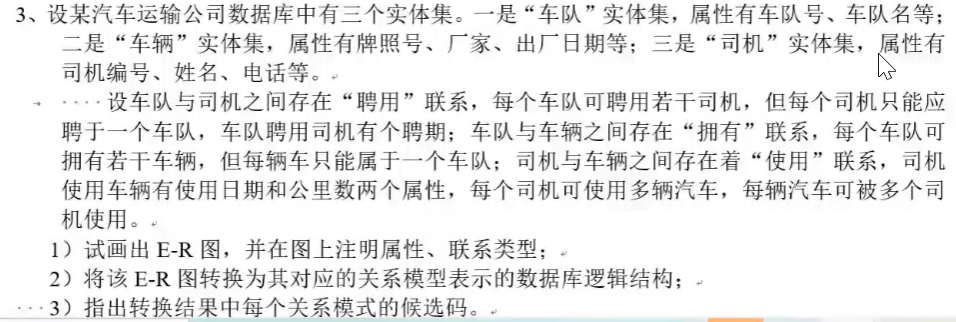 3、设某汽车运输公司数据库中有三个实体集。一是“车队”实体集，属性有车队号、车队名等；
二是“车辆”实体集，属性有牌照号、厂家、出厂日期等；三是“司机”实体集，属性有
司机编号、姓名、电话等。
设车队与司机之间存在“聘用”联系，每个车队可聘用若干司机，但每个司机只能应
聘于一个车队，车队聘用司机有个聘期；车队与车辆之间存在“拥有”联系，每个车队可
拥有若干车辆，但每辆车只能属于一个车队；司机与车辆之间存在着“使用”联系，司机
使用车辆有使用日期和公里数两个属性，每个司机可使用多辆汽车，每辆汽车可被多个司
机使用。
1）试画出 E-R 图，并在图上注明属性、联系类型；
2）将该 E-R 图转换为其对应的关系模型表示的数据库逻辑结构；
3）指出转换结果中每个关系模式的候选码。